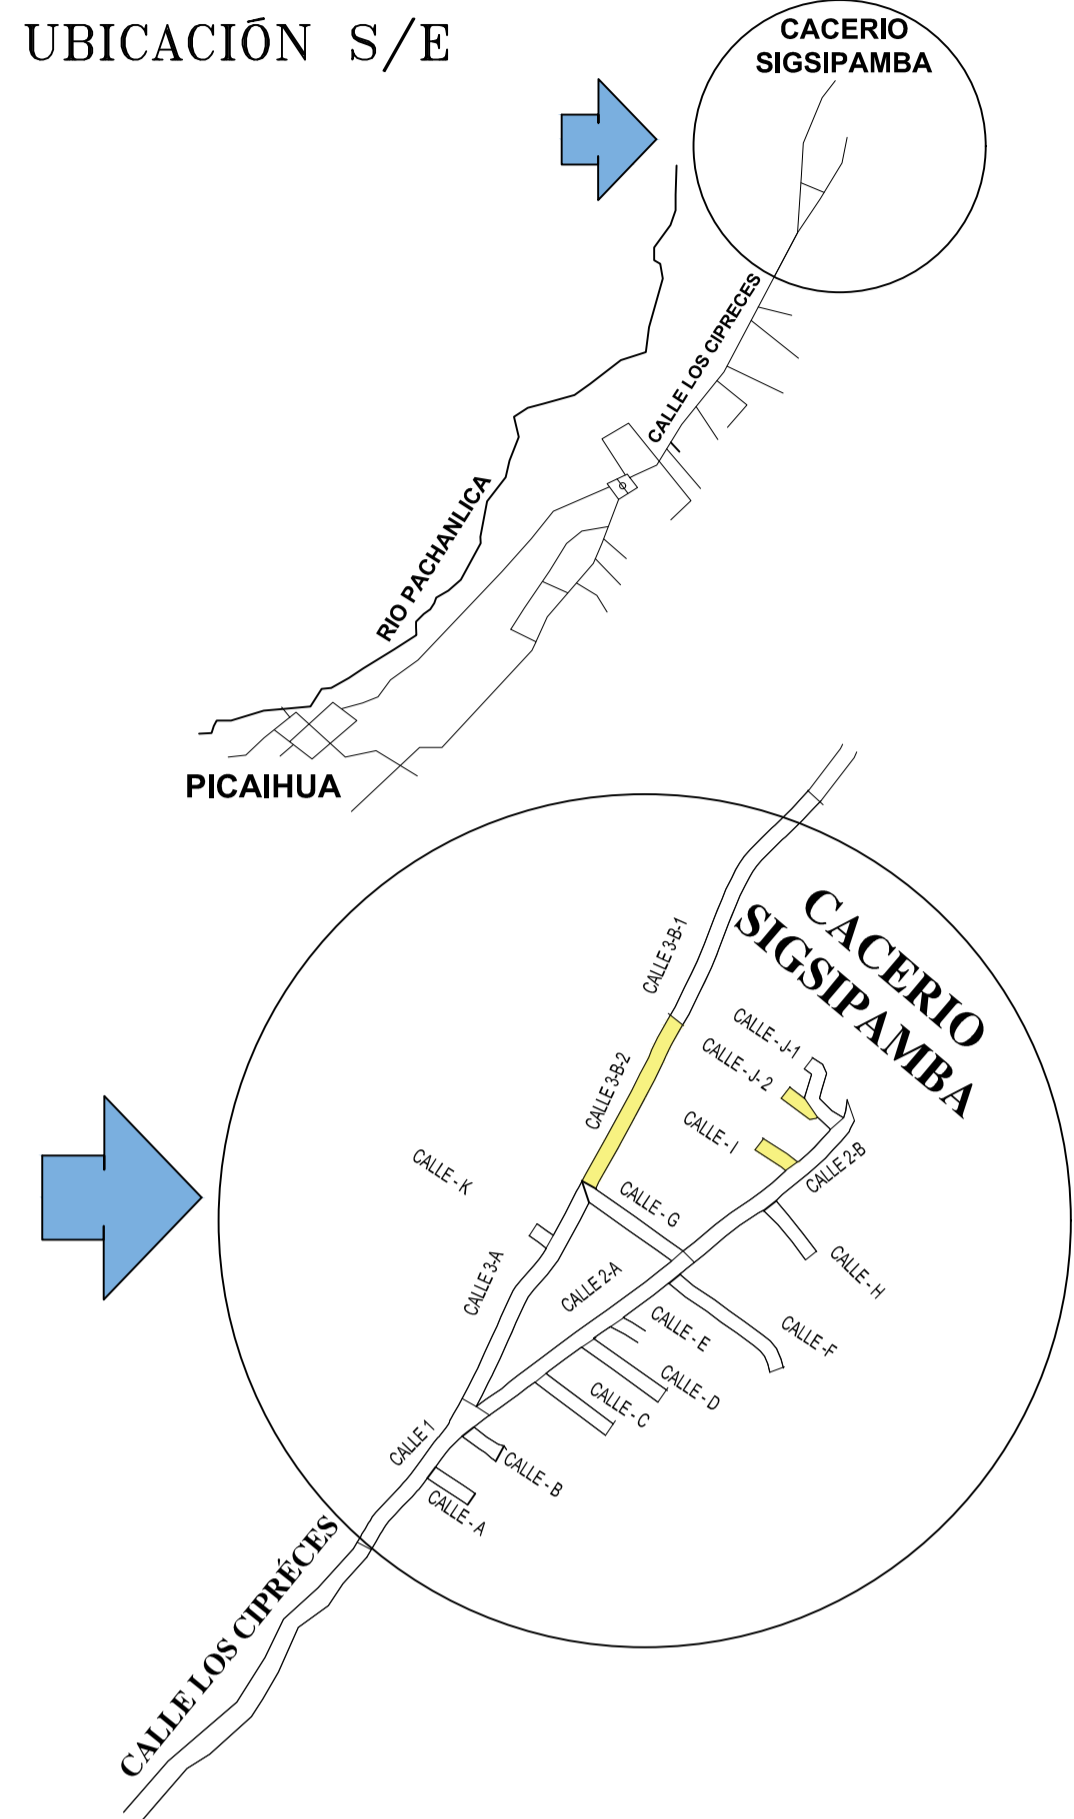 UBICACIÓN S/E
CACERIO
SIGSIPAMBA
CALLE LOS CIPRECES
RIO PACHANLICA
PICAIHUA
CACERIO
SIGSIPAMBA
CALLE 3-B-1
CALLE - J-1
CALLE - J-2
CALLE 3-B-2
CALLE - I
CALLE 2-B
CALLE - K
CALLE - G
CALLE - H
CALLE 3-A
CALLE 2-A
CALLE - E
CALLE -F
CALLE - D
CALLE - C
CALLE 1
CALLE - B
CALLE - A
CALLE LOS CIPRÉCES